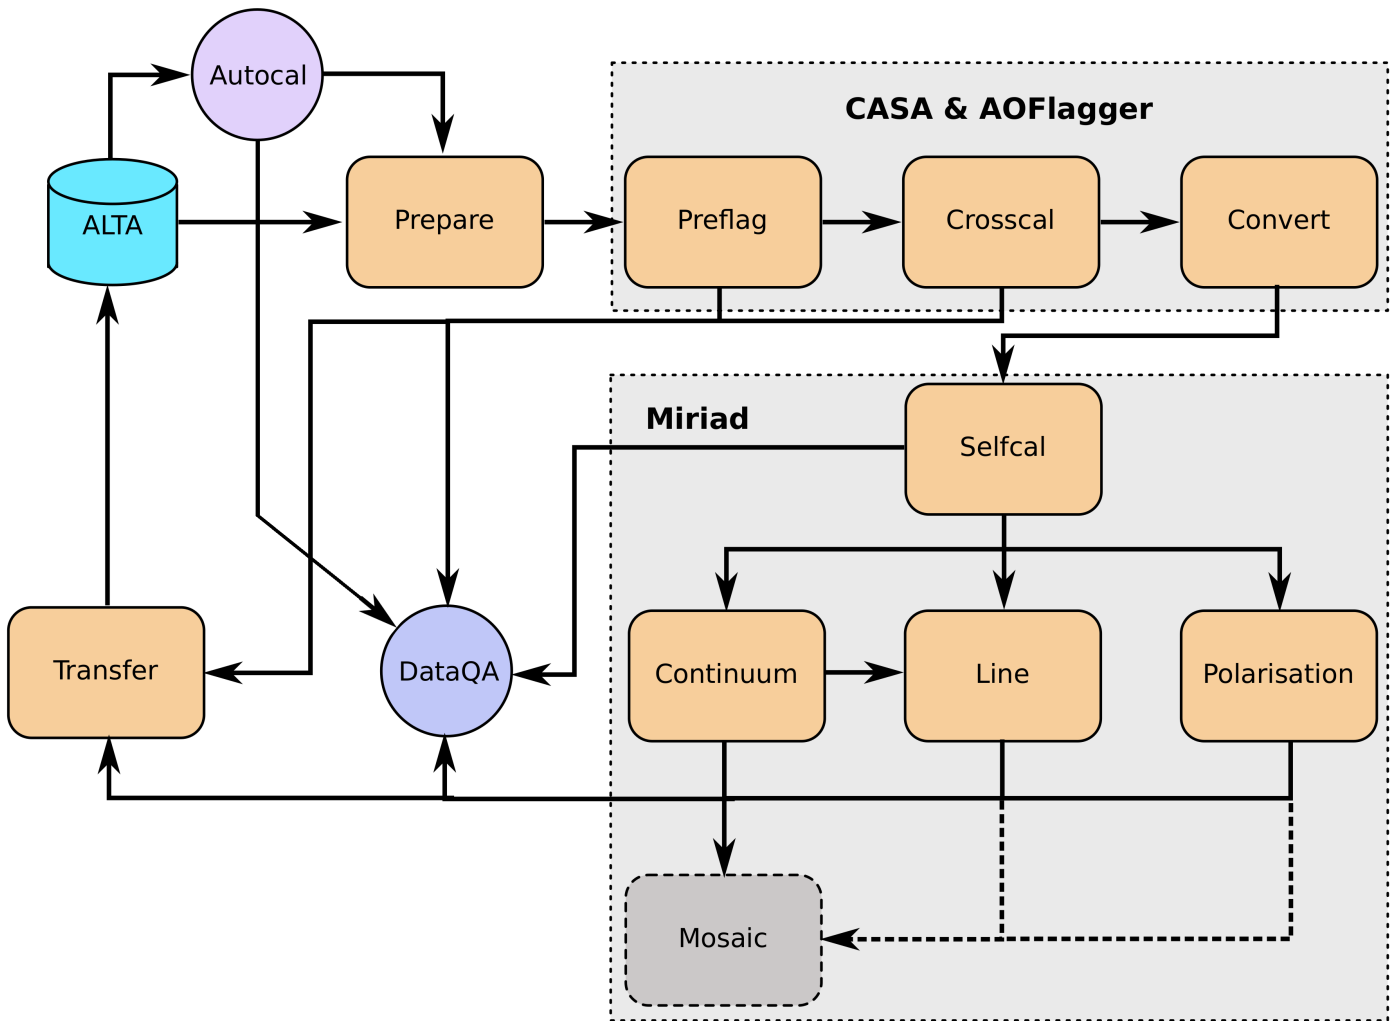 Autocal
CASA & AOFlagger
ALTA
Prepare
Preflag
Crosscal
Convert
Miriad
Selfcal
Transfer
DataQA
Continuum
Line
Polarisation
Mosaic